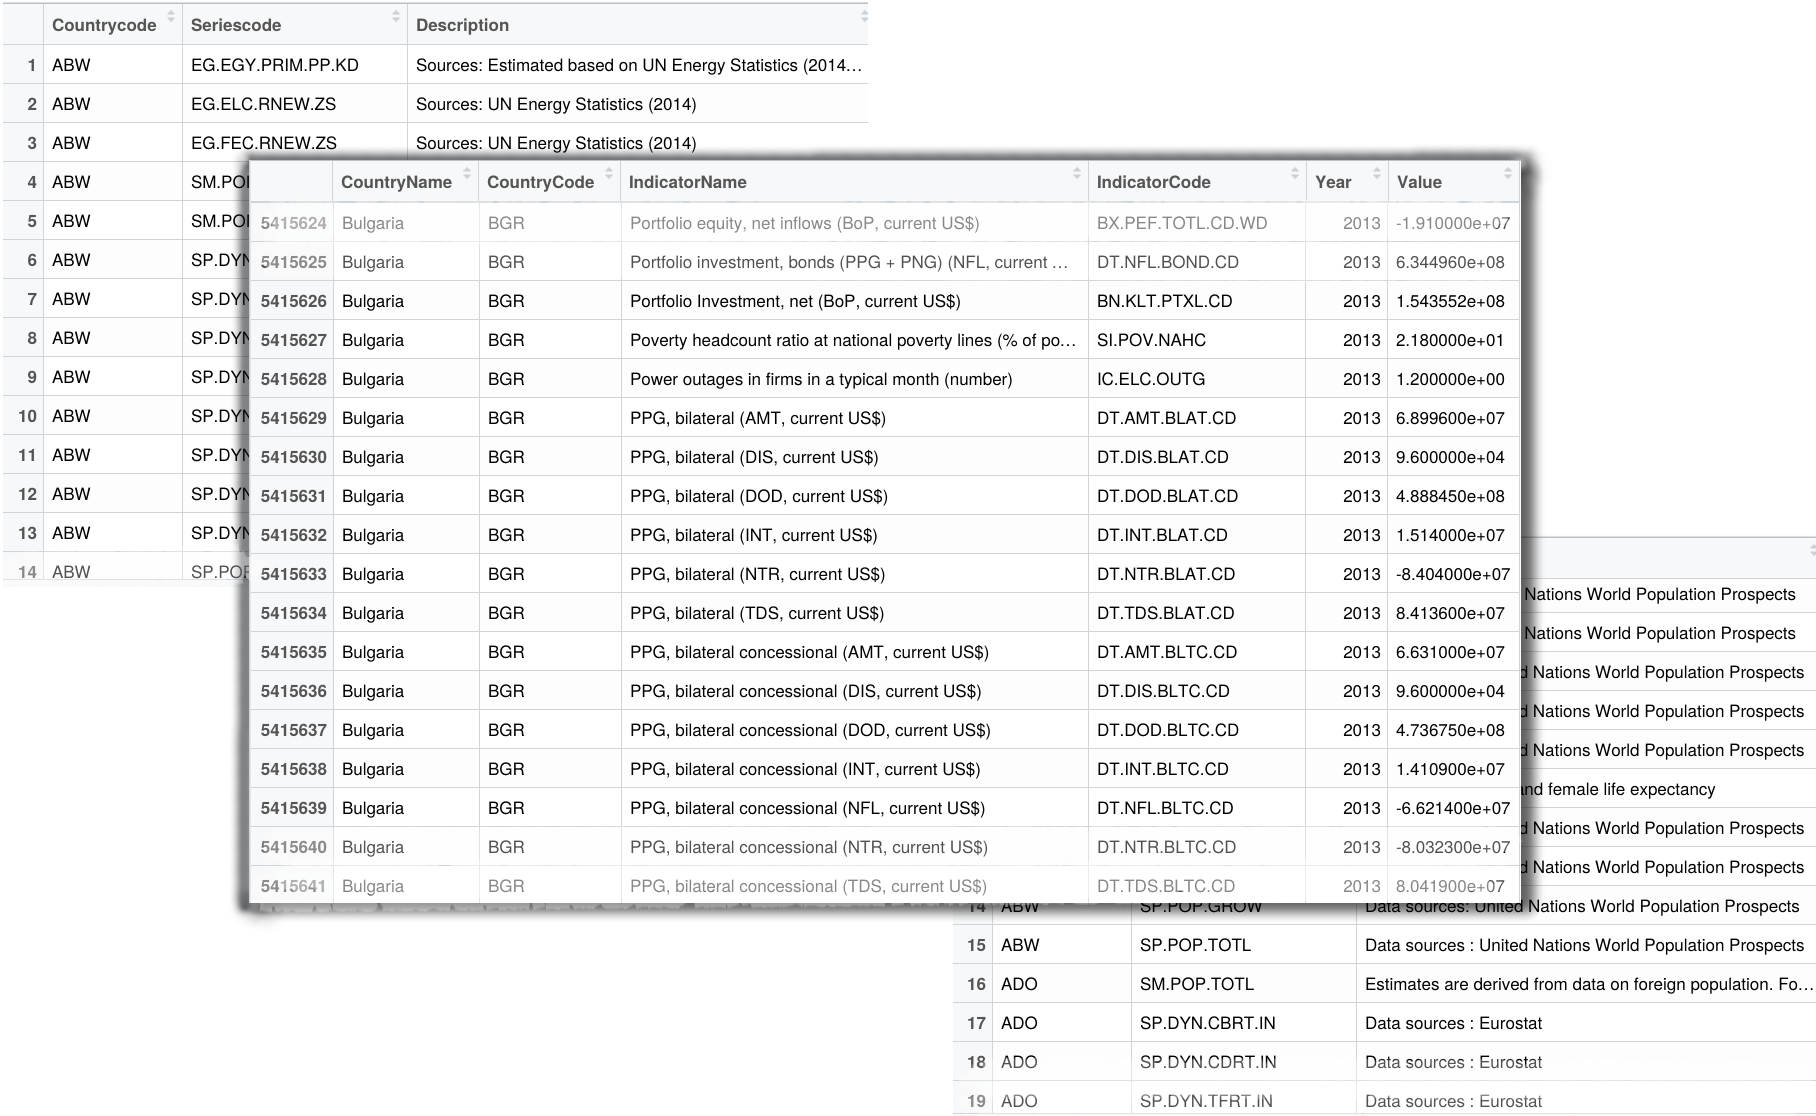 Countrycode Seriescode Description
1 ABW EG.EGY.PRIM.PP.KD Sources: Estimated based on UN Energy Statistics (2014...
2 ABW EG.ELC.RNEW.ZS Sources: UN Energy Statistics (2014)
3 ABW EG.FEC.RNEW.ZS Sources: UN Energy Statistics (2014)
4 ABW SM.PO
5 ABW SM.PO
6 ABW SP.DYN
7 ABW SP.DYN
8 ABW SP.DYN
9 ABW SP.DYN
10 ABW SP.DYN
11 ABW SP.DYN
12 ABW SP.DYN
13 ABW SP.DYN
14 ABW SP.POP
CountryName CountryCode IndicatorName IndicatorCode Year Value
5415624 Bulgaria BGR Portfolio equity, net inflows (BoP, current US$) BX.PEF.TOTL.CD.WD 2013 -1.910000e+07
5415625 Bulgaria BGR Portfolio investment, bonds (PPG + PNG) (NFL, current ... DT.NFL.BOND.CD 2013 6.344960e+08
5415626 Bulgaria BGR Portfolio Investment, net (BoP, current US$) BN.KLT.PTXL.CD 2013 1.543552e+08
5415627 Bulgaria BGR Poverty headcount ratio at national poverty lines (% of po... SI.POV.NAHC 2013 2.180000e+01
5415628 Bulgaria BGR Power outages in firms in a typical month (number) IC.ELC.OUTG 2013 1.200000e+00
5415629 Bulgaria BGR PPG, bilateral (AMT, current US$) DT.AMT.BLAT.CD 2013 6.899600e+07
5415630 Bulgaria BGR PPG, bilateral (DIS, current US$) DT.DIS.BLAT.CD 2013 9.600000e+04
5415631 Bulgaria BGR PPG, bilateral (DOD, current US$) DT.DOD.BLAT.CD 2013 4.888450e+08
5415632 Bulgaria BGR PPG, bilateral (INT, current US$) DT.INT.BLAT.CD 2013 1.514000e+07
5415633 Bulgaria BGR PPG, bilateral (NTR, current US$) DT.NTR.BLAT.CD 2013 -8.404000e+07
5415634 Bulgaria BGR PPG, bilateral (TDS, current US$) DT.TDS.BLAT.CD 2013 8.413600e+07
5415635 Bulgaria BGR PPG, bilateral concessional (AMT, current US$) DT.AMT.BLTC.CD 2013 6.631000e+07
5415636 Bulgaria BGR PPG, bilateral concessional (DIS, current US$) DT.DIS.BLTC.CD 2013 9.600000e+04
5415637 Bulgaria BGR PPG, bilateral concessional (DOD, current US$) DT.DOD.BLTC.CD 2013 4.736750e+08
5415638 Bulgaria BGR PPG, bilateral concessional (INT, current US$) DT.INT.BLTC.CD 2013 1.410900e+07
5415639 Bulgaria BGR PPG, bilateral concessional (NFL, current US$) DT.NFL.BLTC.CD 2013 -6.621400e+07
5415640 Bulgaria BGR PPG, bilateral concessional (NTR, current US$) DT.NTR.BLTC.CD 2013 -8.032300e+07
5415641 Bulgaria BGR PPG, bilateral concessional (TDS, current US$) DT.TDS.BLTC.CD 2013 8.041900e+07
Nations World Population Prospects
Nations World Population Prospects
d Nations World Population Prospects
d Nations World Population Prospects
d Nations World Population Prospects
and female life expectancy
d Nations World Population Prospects
d Nations World Population Prospects
14 ABW SP.POP.GROW Data sources: United Nations World Population Prospects
15 ABW SP.POP.TOTL Data sources : United Nations World Population Prospects
16 ADO SM.POP.TOTL Estimates are derived from data on foreign population. Fo...
17 ADO SP.DYN.CBRT.IN Data sources : Eurostat
18 ADO SP.DYN.CDRT.IN Data sources : Eurostat
19 ADO SP.DYN.TFRT.IN Data sources : Eurostat